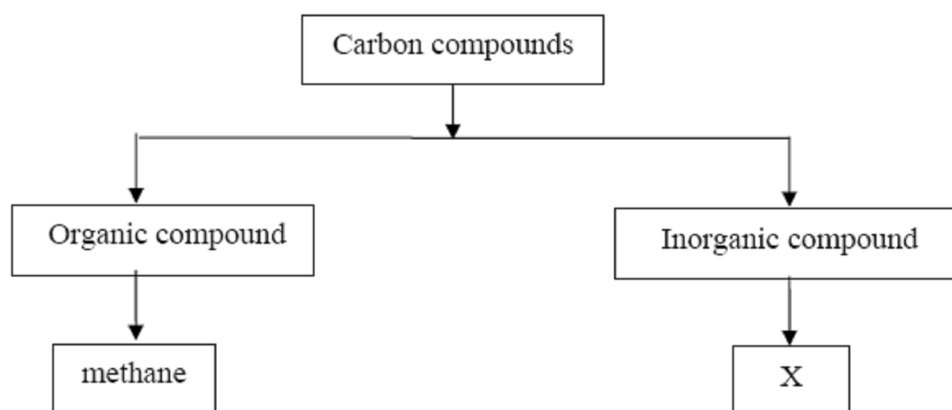 Carbon compounds
Organic compound
Inorganic compound
methane
X